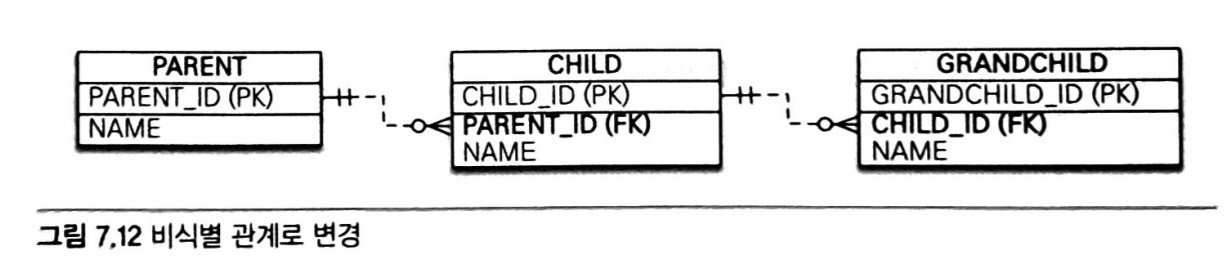 PARENT
PARENT_ID (PK)
NAME
CHILD
CHILD_ID (PK)
PARENT_ID (FK)
NAME
GRANDCHILD
GRANDCHILD_ID (PK)
CHILD_ID (FK)
NAME
그림 7.12 비식별 관계로 변경